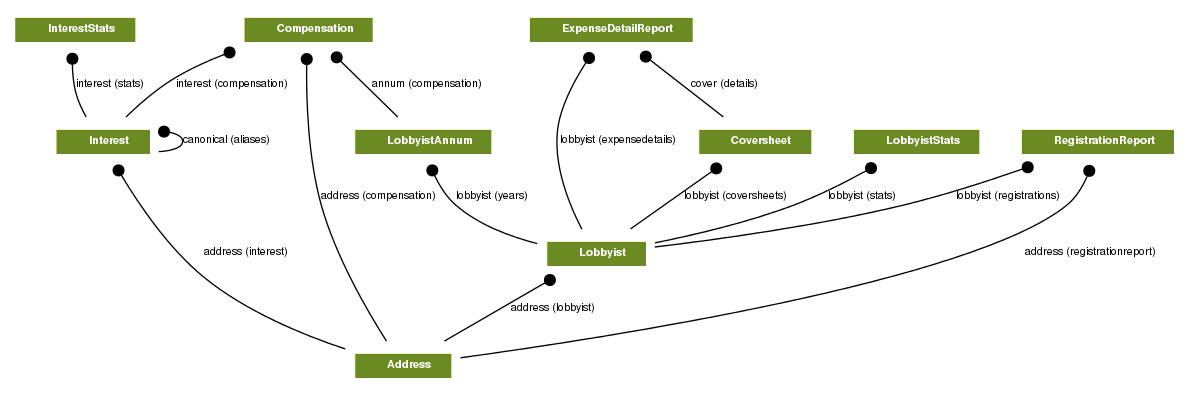 InterestStats
Compensation
ExpenseDetailReport
interest (stats)
interest (compensation)
annum (compensation)
cover (details)
Interest
canonical (aliases)
LobbyistAnnum
lobbyist (expensedetails)
Coversheet
LobbyistStats
RegistrationReport
address (compensation)
lobbyist (years)
lobbyist (coversheets)
lobbyist (stats)
lobbyist (registrations)
address (interest)
Lobbyist
address (registrationreport)
address (lobbyist)
Address